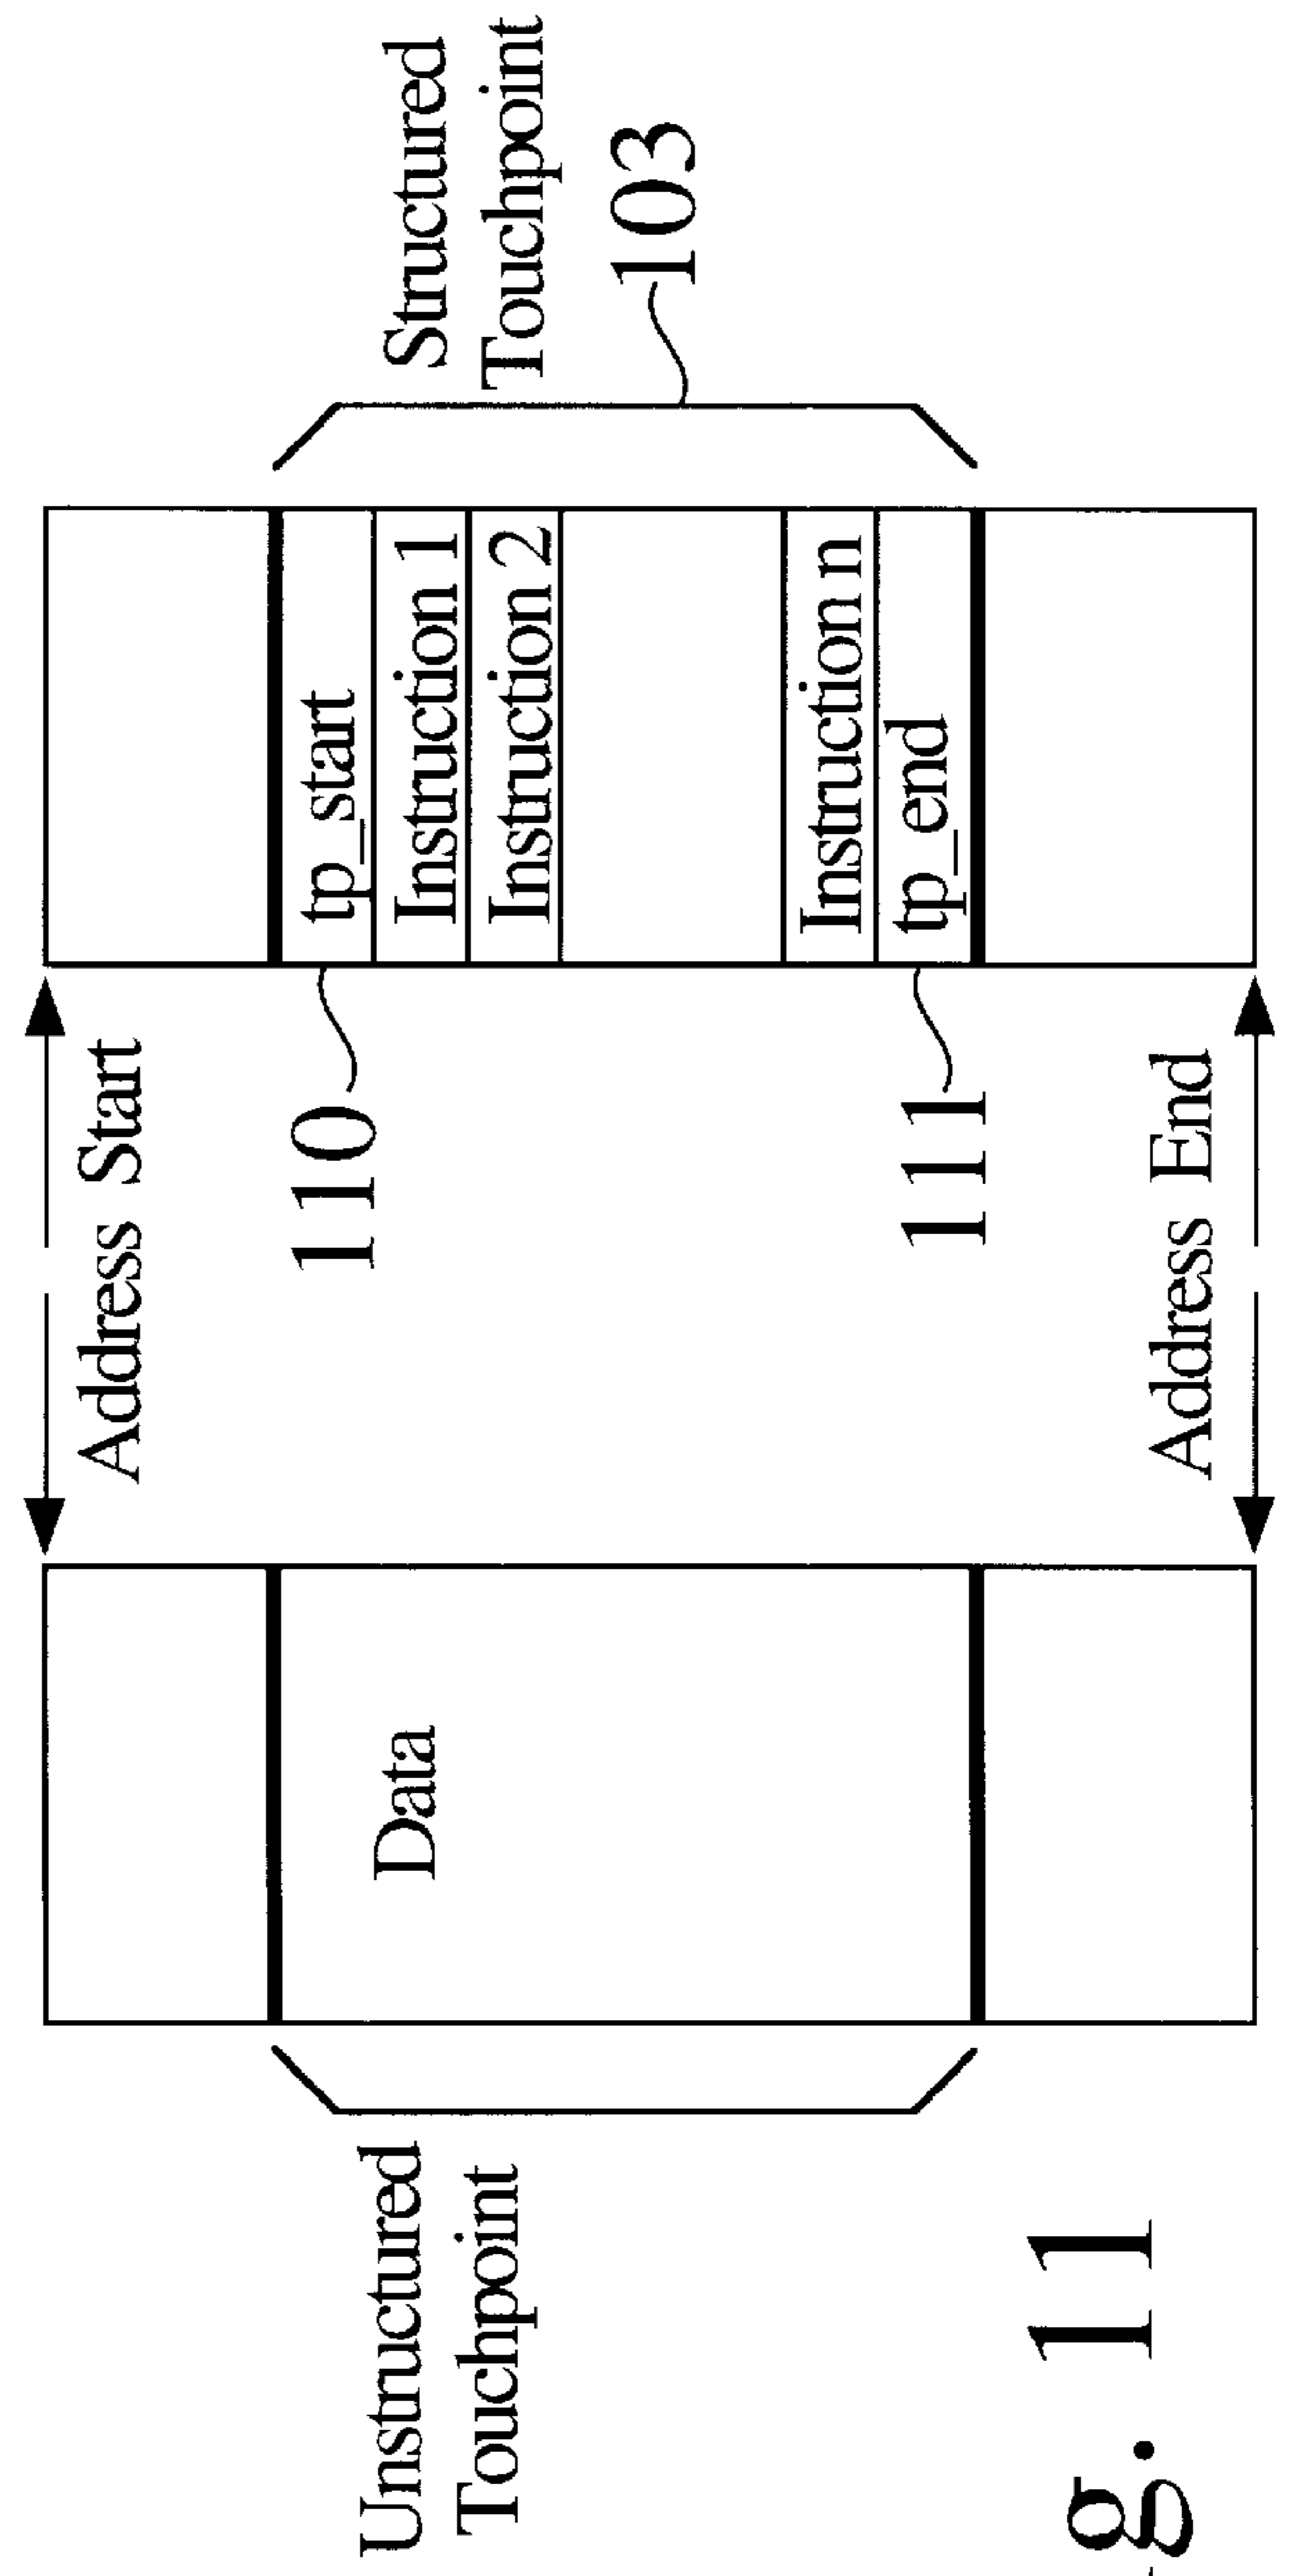 Address Start
Unstructured
Touchpoint
Data
110
tp_start
Instruction 1
Instruction 2
Instruction n
tp_end
111
Structured
Touchpoint
103
Address End
g. 11